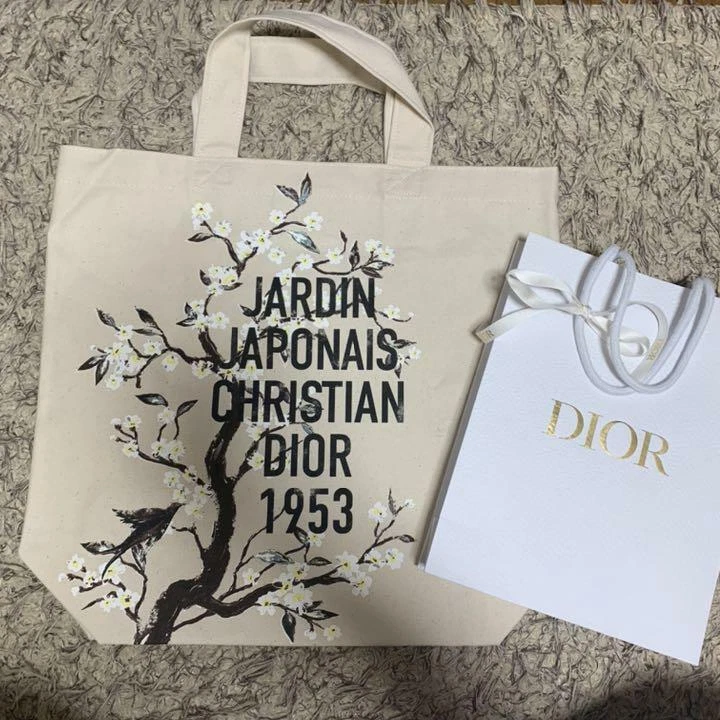 JARDIN
JAPONAIS
CHRISTIAN
DIOR
1953
DIOR